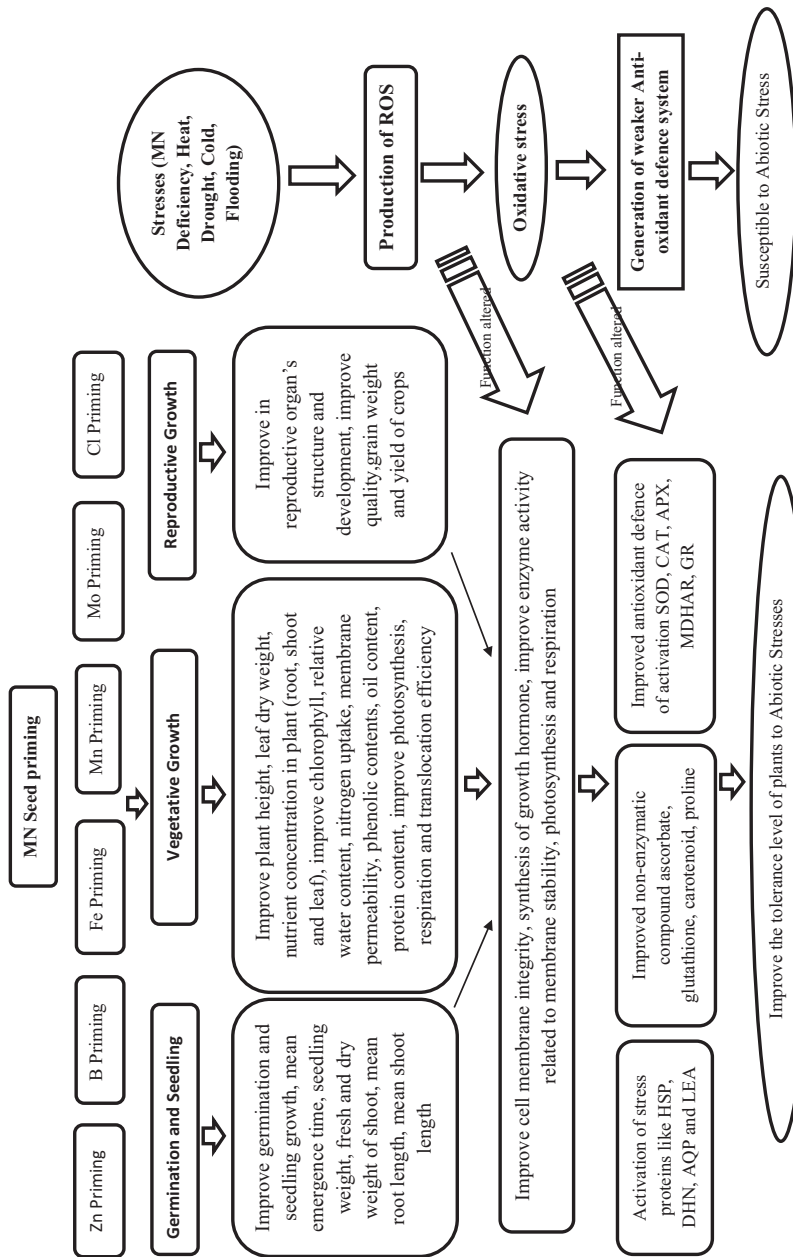 MN Seed priming
Zn Priming
B Priming
Fe Priming
Mn Priming
Mo Priming
Cl Priming
Germination and Seedling
Vegetative Growth
Reproductive Growth
Improve germination and
seedling growth, mean
emergence time, seedling
weight, fresh and dry
weight of shoot, mean
root length, mean shoot
length
Improve plant height, leaf dry weight,
nutrient concentration in plant (root, shoot
and leaf), improve chlorophyll, relative
water content, nitrogen uptake, membrane
permeability, phenolic contents, oil content,
protein content, improve photosynthesis,
respiration and translocation efficiency
Improve in
reproductive organ's
structure and
development, improve
quality,grain weight
and yield of crops
Improve cell membrane integrity, synthesis of growth hormone, improve enzyme activity
related to membrane stability, photosynthesis and respiration
Activation of stress
proteins like HSP,
DHN, AQP and LEA
Improved non-enzymatic
compound ascorbate,
glutathione, carotenoid, proline
Improved antioxidant defence
of activation SOD, CAT, APX,
MDHAR, GR
Improve the tolerance level of plants to Abiotic Stresses
Stresses (MN
Deficiency, Heat,
Drought, Cold,
Flooding)
Production of ROS
Function altered
Oxidative stress
Function altered
Generation of weaker Anti-
oxidant defence system
Susceptible to Abiotic Stress